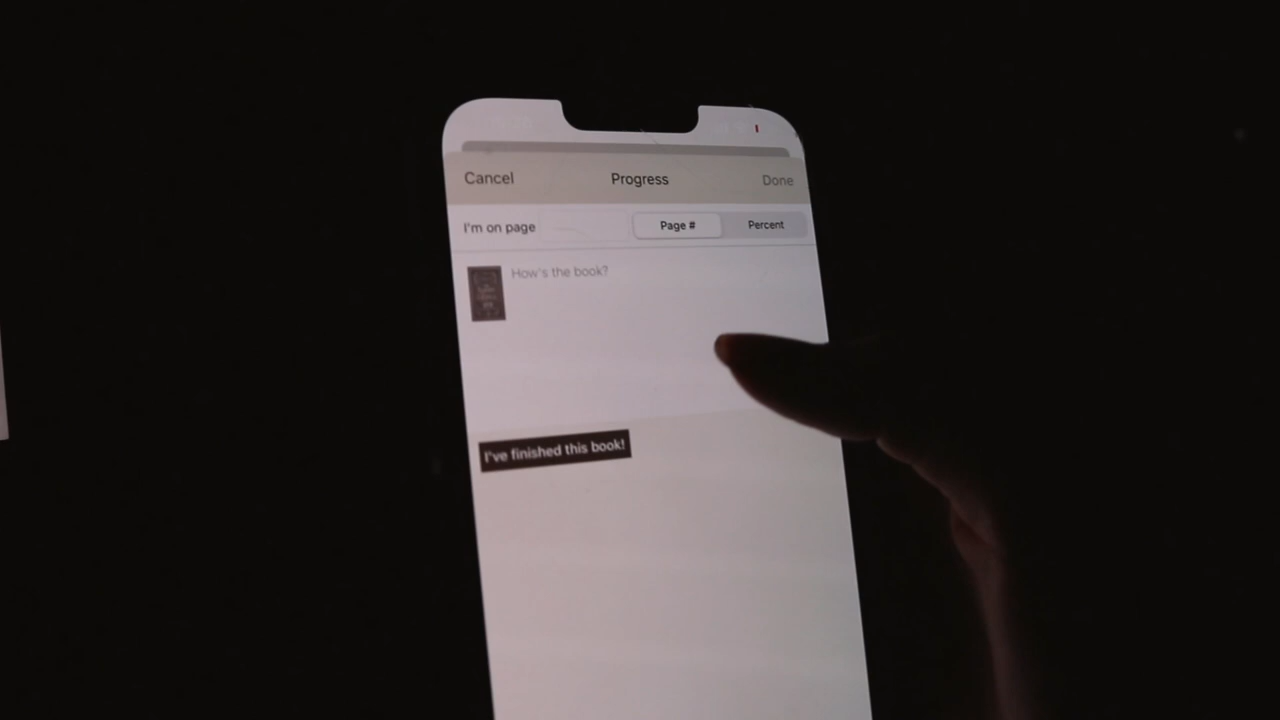 Cancel Progress Done
I'm on page Page # Percent
How's the book?
I've finished this book!